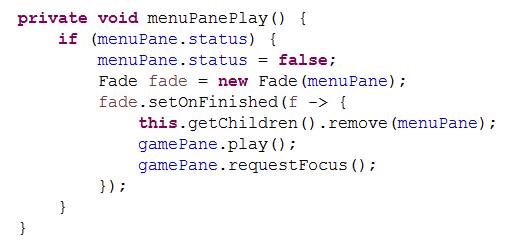 private void menuPanePlay() {
    if (menuPane.status) {
        menuPane.status = false;
        Fade fade = new Fade(menuPane);
        fade.setOnFinished(f -> {
            this.getChildren().remove(menuPane);
            gamePane.play();
            gamePane.requestFocus();
        });
    }
}